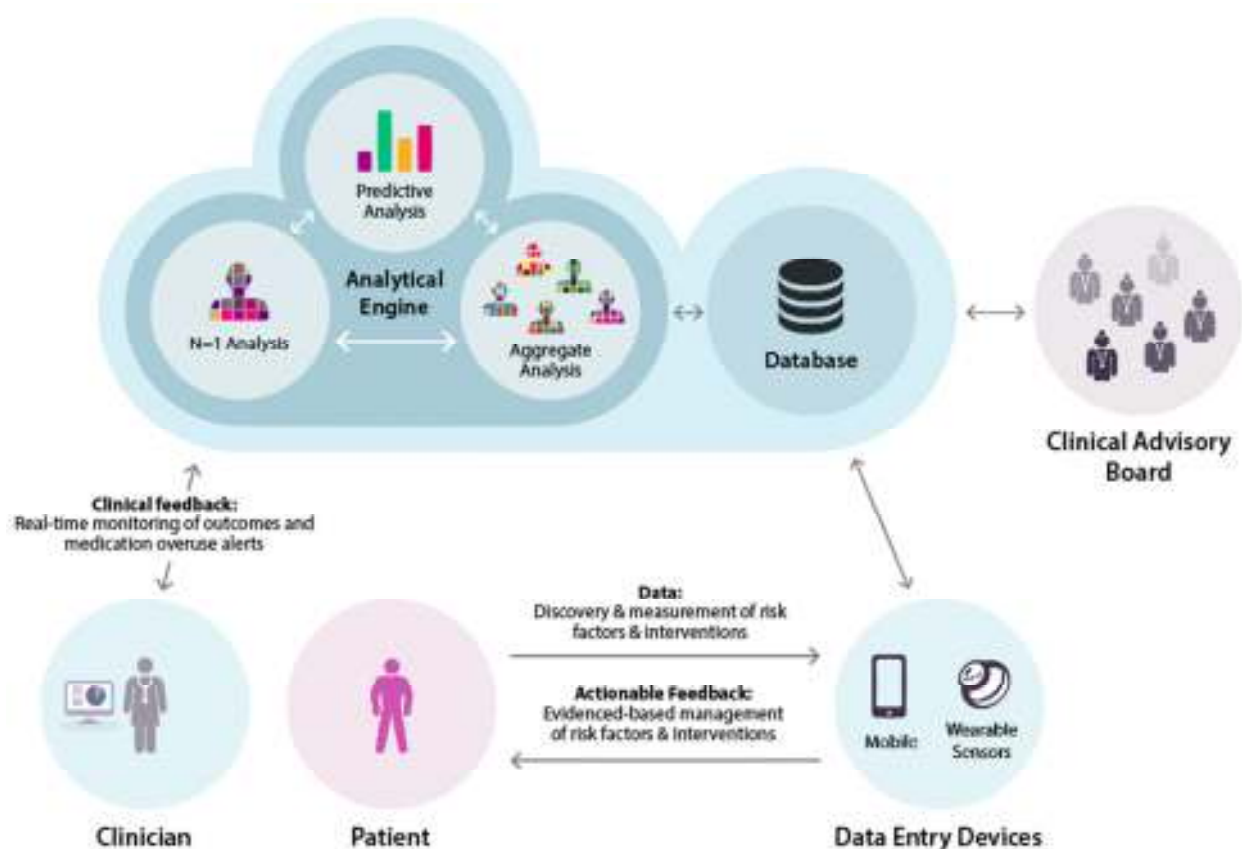 Predictive
Analysis
Analytical
Engine
N=1 Analysis
Aggregate
Analysis
Database
Clinical Advisory
Board
Clinical feedback:
Real-time monitoring of outcomes and
medication overuse alerts
Data:
Discovery & measurement of risk
factors & interventions
Actionable Feedback:
Evidenced-based management
of risk factors & interventions
Mobile
Wearable
Sensors
Clinician
Patient
Data Entry Devices